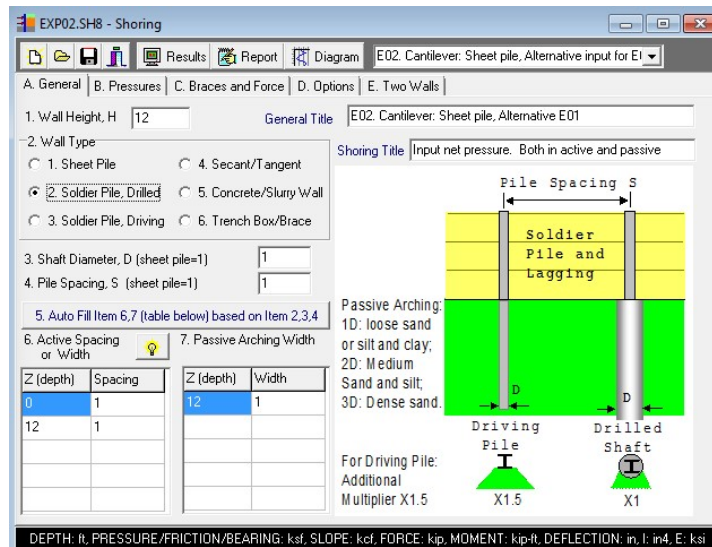 EXP02.SH8 - Shoring
Results Report Diagram E02. Cantilever: Sheet pile, Alternative input for E(
A. General B. Pressures C. Braces and Force D. Options E. Two Walls
1. Wall Height, H 12 General Title E02. Cantilever: Sheet pile, Alternative E01
2. Wall Type
Shoring Title Input net pressure. Both in active and passive
1. Sheet Pile 4. Secant/Tangent
2. Soldier Pile, Drilled 5. Concrete/Slurry Wall
3. Soldier Pile, Driving 6. Trench Box/Brace
3. Shaft Diameter, D (sheet pile=1) 1
4. Pile Spacing, S (sheet pile=1) 1
5. Auto Fill Item 6,7 (table below) based on Item 2,3,4
6. Active Spacing
or Width
7. Passive Arching Width
Z (depth) Spacing
0 1
12 1
Z (depth) Width
12 1
Pile Spacing S
Soldier
Pile and
Lagging
Passive Arching:
1D: loose sand
or silt and clay;
2D: Medium
Sand and silt;
3D: Dense sand.
D D
Driving
Pile
Drilled
Shaft
For Driving Pile:
Additional
Multiplier X1.5
X1.5 X1
DEPTH: ft, PRESSURE/FRICTION/BEARING: ksf, SLOPE: kcf, FORCE: kip, MOMENT: kip-ft, DEFLECTION: in, I: in4, E: ksi